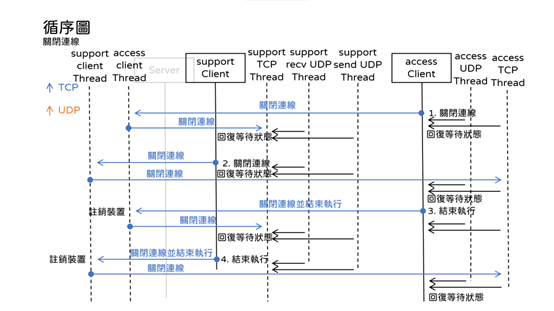 循序圖
關閉連線
support
client
Thread
access
client
Thread
Server
support
Client
support
TCP
Thread
support
recv UDP
Thread
support
send UDP
Thread
access
Client
access
UDP
Thread
access
TCP
Thread
TCP
UDP
關閉連線
1. 關閉連線
關閉連線
回復等待狀態
回復等待狀態
關閉連線
2. 關閉連線
關閉連線
回復等待狀態
回復等待狀態
註銷裝置
關閉連線並結束執行
3. 結束執行
關閉連線
回復等待狀態
註銷裝置
關閉連線並結束執行
4. 結束執行
關閉連線
回復等待狀態